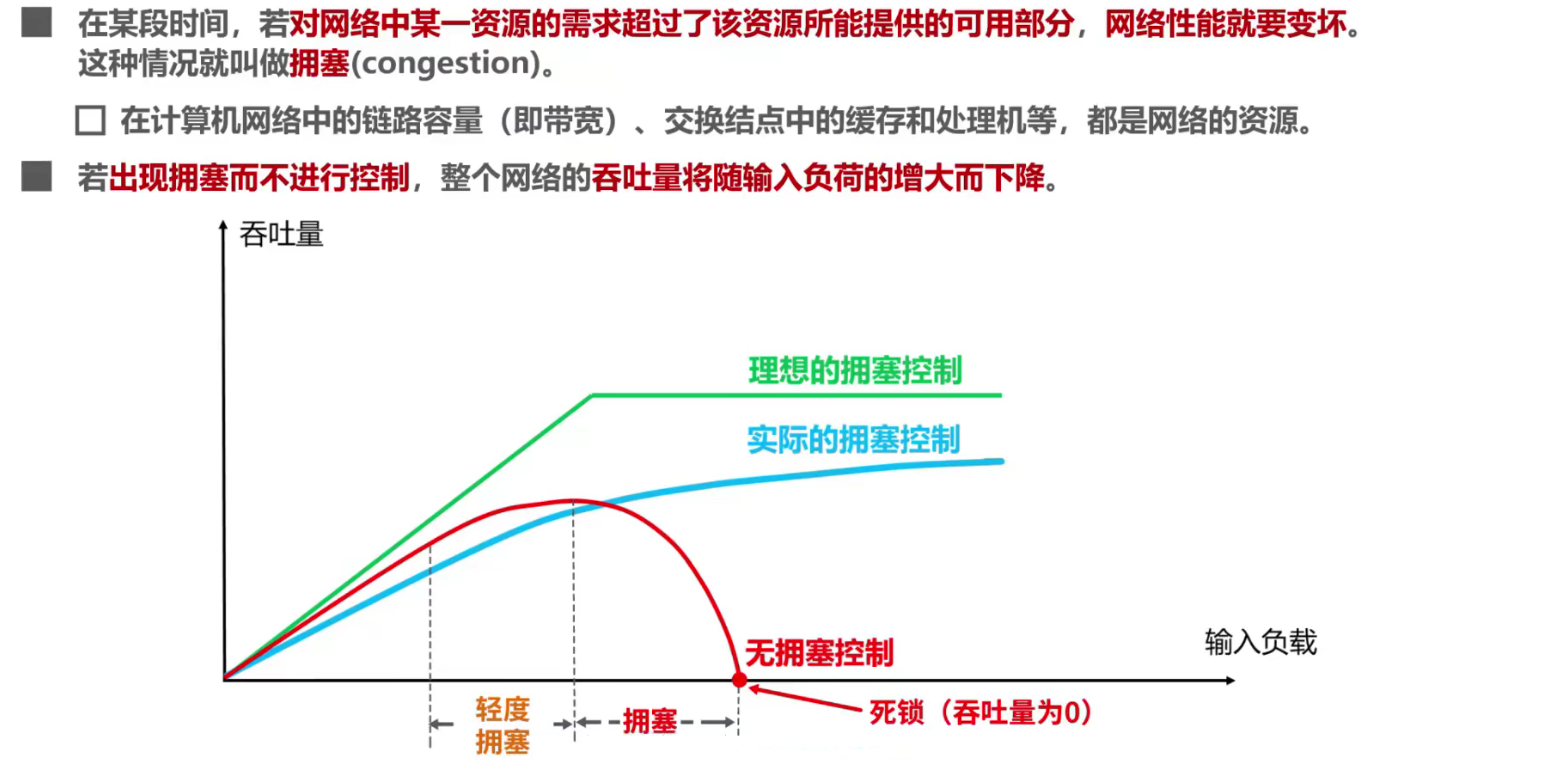 在某段时间，若对网络中某一资源的需求超过了该资源所能提供的可用部分，网络性能就要变坏。
这种情况就叫做拥塞(congestion)。
在计算机网络中的链路容量（即带宽）、交换结点中的缓存和处理机等，都是网络的资源。
若出现拥塞而不进行控制，整个网络的吞吐量将随输入负荷的增大而下降。
吞吐量
理想的拥塞控制
实际的拥塞控制
无拥塞控制
输入负载
轻度
拥塞
拥塞
死锁（吞吐量为0）